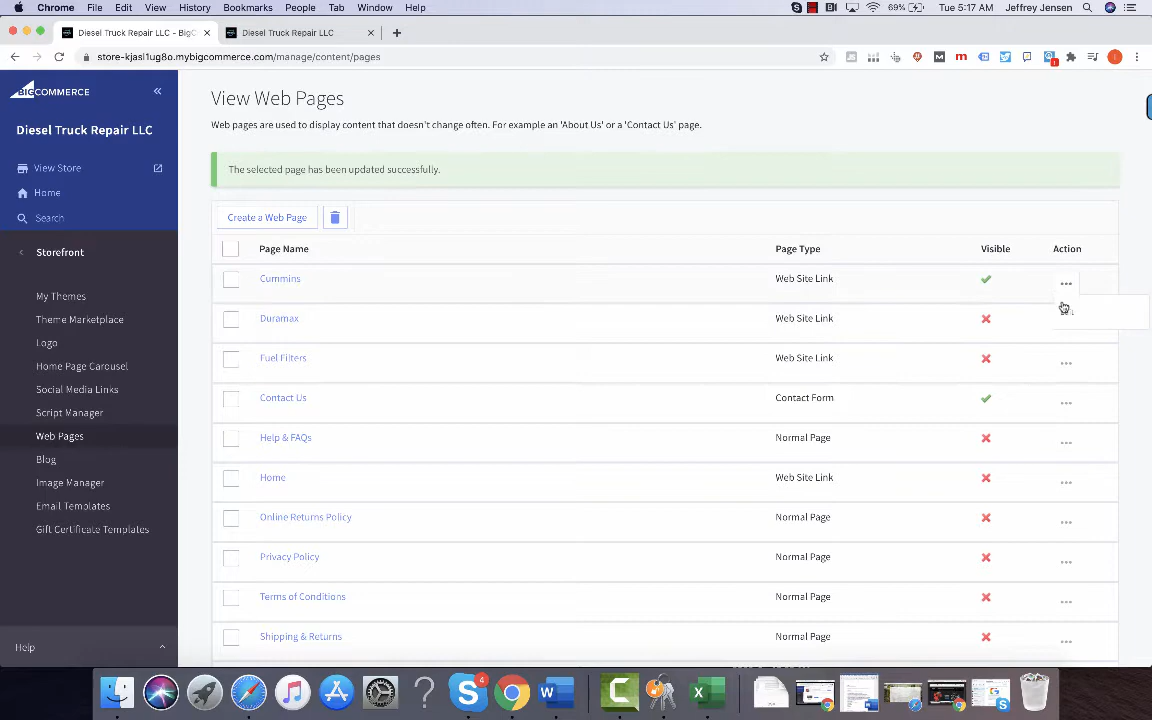 Chrome File Edit View History Bookmarks People Tab Window Help 69% Tue 5:17 AM Jeffrey Jensen
Diesel Truck Repair LLC - BigC × Diesel Truck Repair LLC × +
store-kjasl1ug8o.mybigcommerce.com/manage/content/pages
BIGCOMMERCE «
Diesel Truck Repair LLC
View Store
Home
Search
Storefront
My Themes
Theme Marketplace
Logo
Home Page Carousel
Social Media Links
Script Manager
Web Pages
Blog
Image Manager
Email Templates
Gift Certificate Templates
Help
View Web Pages
Web pages are used to display content that doesn't change often. For example an 'About Us' or a 'Contact Us' page.
The selected page has been updated successfully.
Create a Web Page
Page Name Page Type Visible Action
Cummins Web Site Link
Duramax Web Site Link
Fuel Filters Web Site Link
Contact Us Contact Form
Help & FAQs Normal Page
Home Web Site Link
Online Returns Policy Normal Page
Privacy Policy Normal Page
Terms of Conditions Normal Page
Shipping & Returns Normal Page
4